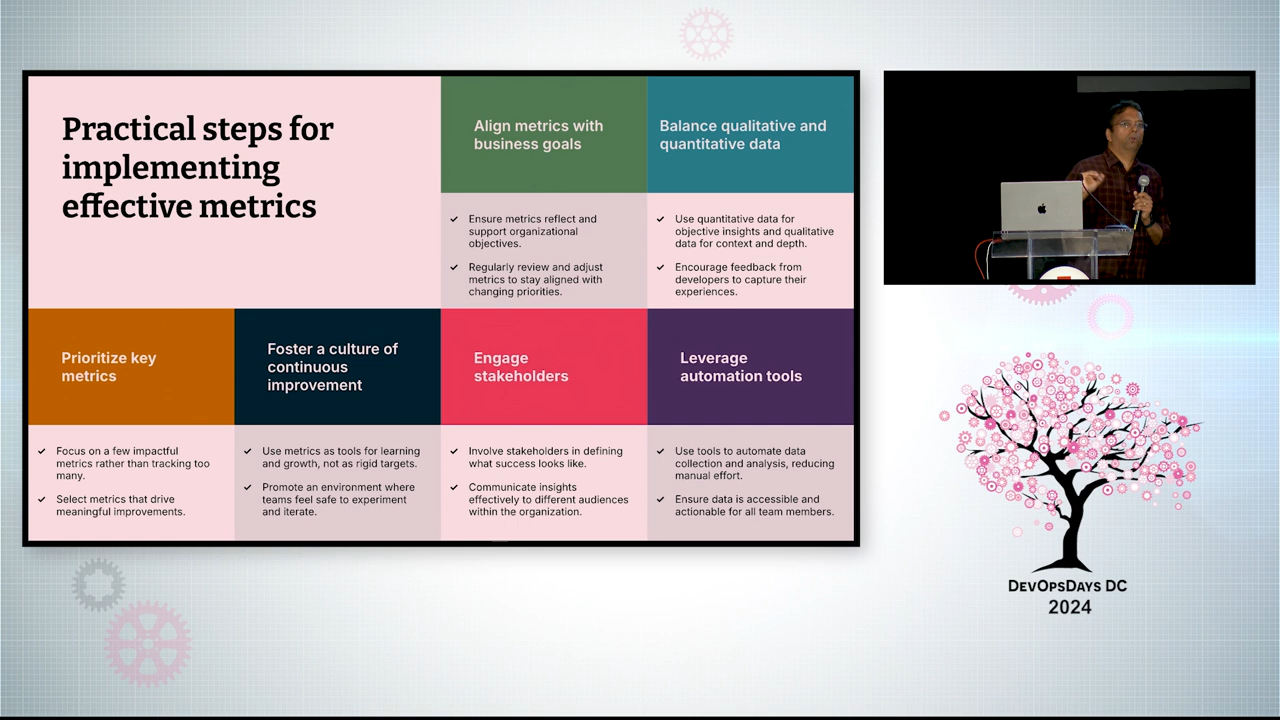 Practical steps for
implementing
effective metrics
Align metrics with
business goals
Ensure metrics reflect and
support organizational
objectives.
Regularly review and adjust
metrics to stay aligned with
changing priorities.
Balance qualitative and
quantitative data
Use quantitative data for
objective insights and qualitative
data for context and depth.
Encourage feedback from
developers to capture their
experiences.
Prioritize key
metrics
Focus on a few impactful
metrics rather than tracking too
many.
Select metrics that drive
meaningful improvements.
Foster a culture of
continuous
improvement
Use metrics as tools for learning
and growth, not as rigid targets.
Promote an environment where
teams feel safe to experiment
and iterate.
Engage
stakeholders
Involve stakeholders in defining
what success looks like.
Communicate insights
effectively to different audiences
within the organization.
Leverage
automation tools
Use tools to automate data
collection and analysis, reducing
manual effort.
Ensure data is accessible and
actionable for all team members.
DevOpsDays DC
2024